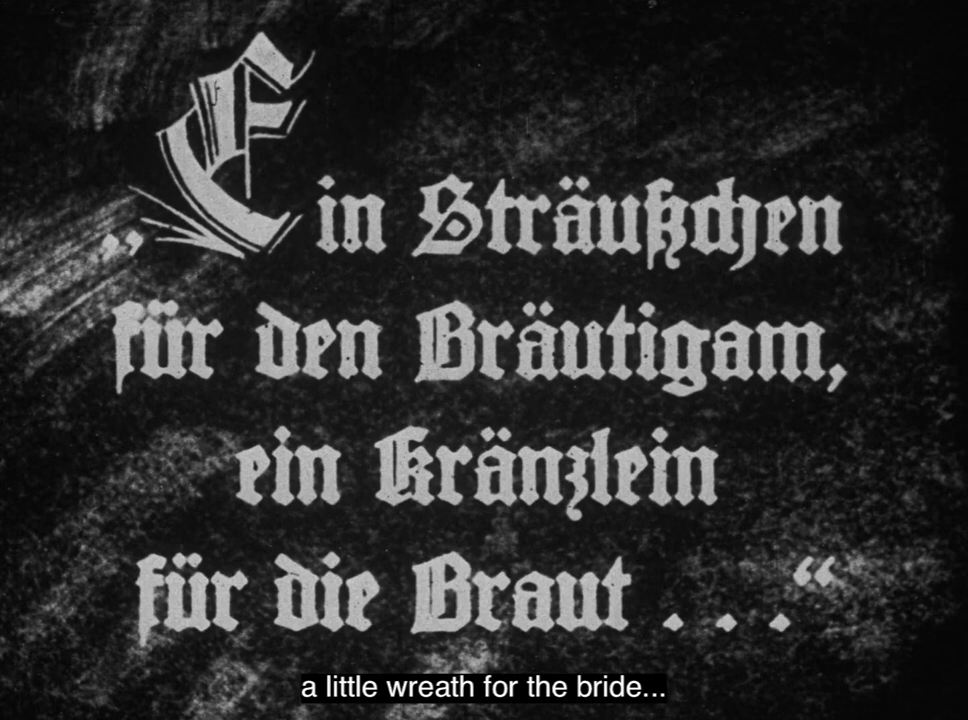 „Ein Sträußchen
für den Bräutigam,
ein Kränzlein
für die Braut . . .“
a little wreath for the bride...